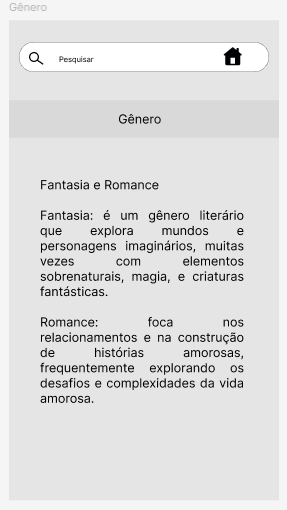 Gênero
Pesquisar
Gênero
Fantasia e Romance
Fantasia: é um gênero literário
que explora mundos e
personagens imaginários, muitas
vezes com elementos
sobrenaturais, magia, e criaturas
fantásticas.
Romance: foca nos
relacionamentos e na construção
de histórias amorosas,
frequentemente explorando os
desafios e complexidades da vida
amorosa.